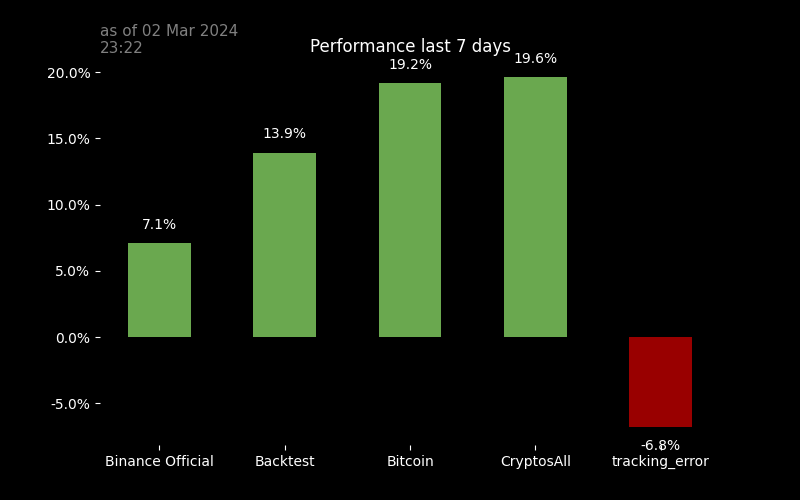 as of 02 Mar 2024
23:22
Performance last 7 days
20.0%
15.0%
10.0%
5.0%
0.0%
-5.0%
7.1%
13.9%
19.2%
19.6%
-6.8%
Binance Official
Backtest
Bitcoin
CryptosAll
tracking_error